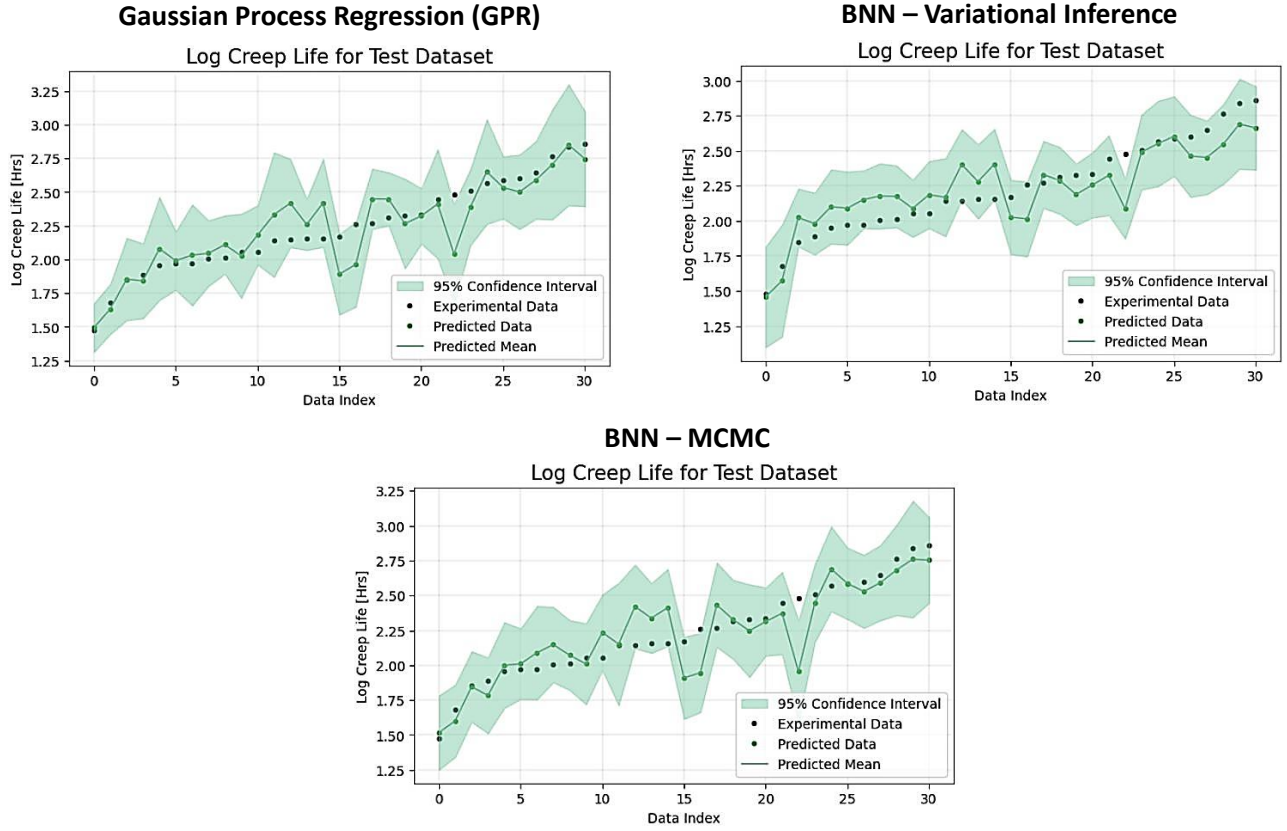 Gaussian Process Regression (GPR)
Log Creep Life for Test Dataset
Log Creep Life [Hrs]
3.25
3.00
2.75
2.50
2.25
2.00
1.75
1.50
1.25
95% Confidence Interval
Experimental Data
Predicted Data
Predicted Mean
0 5 10 15 20 25 30
Data Index
BNN – Variational Inference
Log Creep Life for Test Dataset
Log Creep Life [Hrs]
3.00
2.75
2.50
2.25
2.00
1.75
1.50
1.25
95% Confidence Interval
Experimental Data
Predicted Data
Predicted Mean
0 5 10 15 20 25 30
Data Index
BNN – MCMC
Log Creep Life for Test Dataset
Log Creep Life [Hrs]
3.25
3.00
2.75
2.50
2.25
2.00
1.75
1.50
1.25
95% Confidence Interval
Experimental Data
Predicted Data
Predicted Mean
0 5 10 15 20 25 30
Data Index